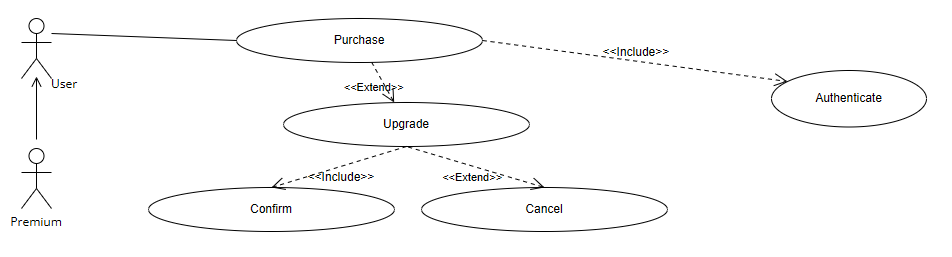 Purchase
<<Include>>
User
<<Extend>>
Authenticate
Upgrade
<<Include>>
<<Extend>>
Confirm
Cancel
Premium